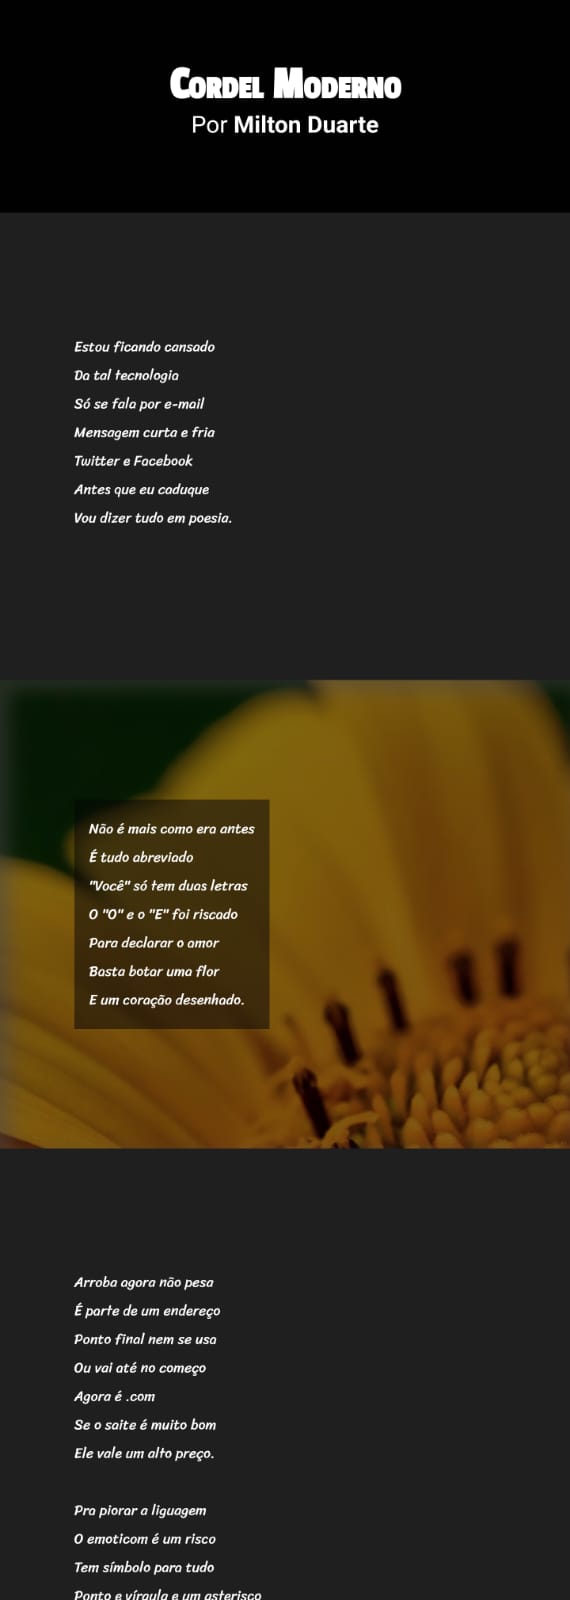 Cordel Moderno
Por Milton Duarte
Estou ficando cansado
Da tal tecnologia
Só se fala por e-mail
Mensagem curta e fria
Twitter e Facebook
Antes que eu caduque
Vou dizer tudo em poesia.
Não é mais como era antes
É tudo abreviado
"Você" só tem duas letras
O "O" e o "E" foi riscado
Para declarar o amor
Basta botar uma flor
E um coração desenhado.
Arroba agora não pesa
É parte de um endereço
Ponto final nem se usa
Ou vai até no começo
Agora é .com
Se o saite é muito bom
Ele vale um alto preço.
Pra piorar a liguagem
O emoticom é um risco
Tem símbolo para tudo
Ponto e vírgula e um asterisco